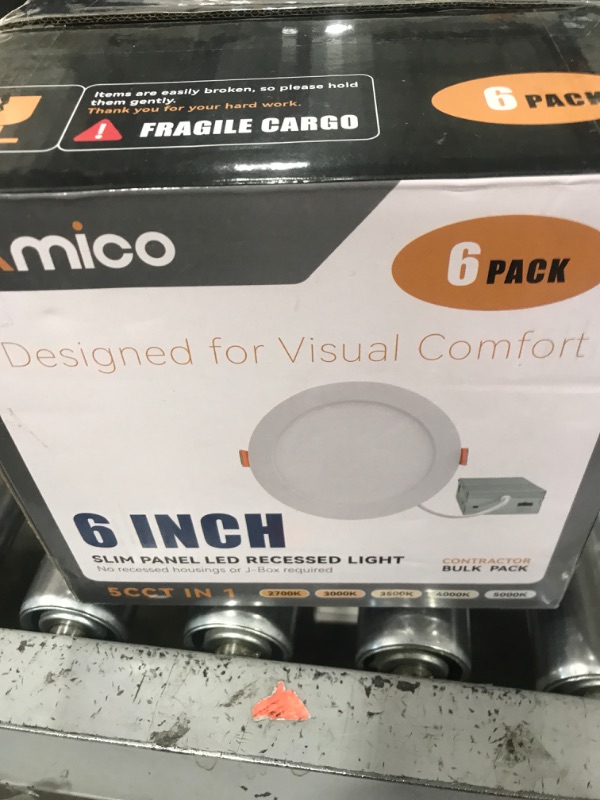 Items are easily broken, so please hold
them gently.
Thank you for your hard work.
FRAGILE CARGO
6 PACK
Amico
6 PACK
Designed for Visual Comfort
6 INCH
SLIM PANEL LED RECESSED LIGHT
No recessed housings or J-Box required
CONTRACTOR
BULK PACK
5CCT IN 1 2700K 3000K 3500K 4000K 5000K